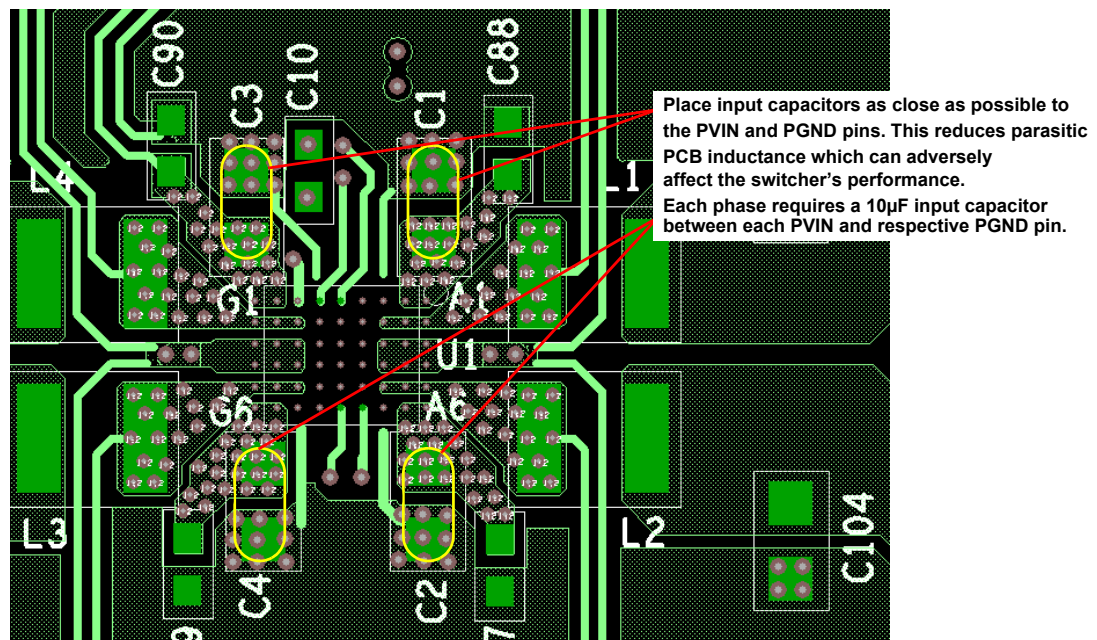 C90
C3
C10
C1
C88
Place input capacitors as close as possible to
the PVIN and PGND pins. This reduces parasitic
PCB inductance which can adversely
affect the switcher's performance.
Each phase requires a 10µF input capacitor
between each PVIN and respective PGND pin.
L4
L1
G1
A1
U1
G6
A6
L3
L2
C4
C2
C104
9
7